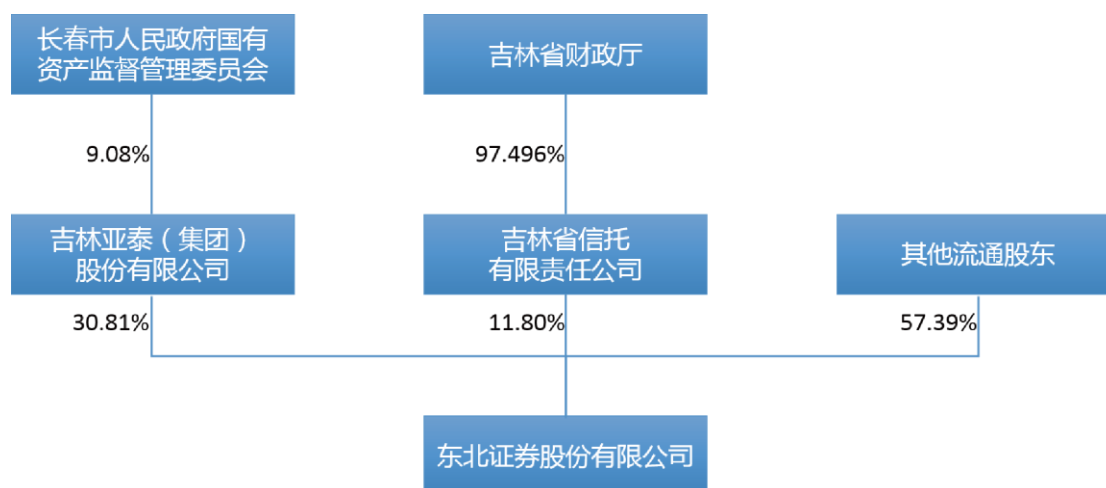 长春市人民政府国有
资产监督管理委员会
吉林省财政厅
9.08%
97.496%
吉林亚泰（集团）
股份有限公司
吉林省信托
有限责任公司
其他流通股东
30.81%
11.80%
57.39%
东北证券股份有限公司